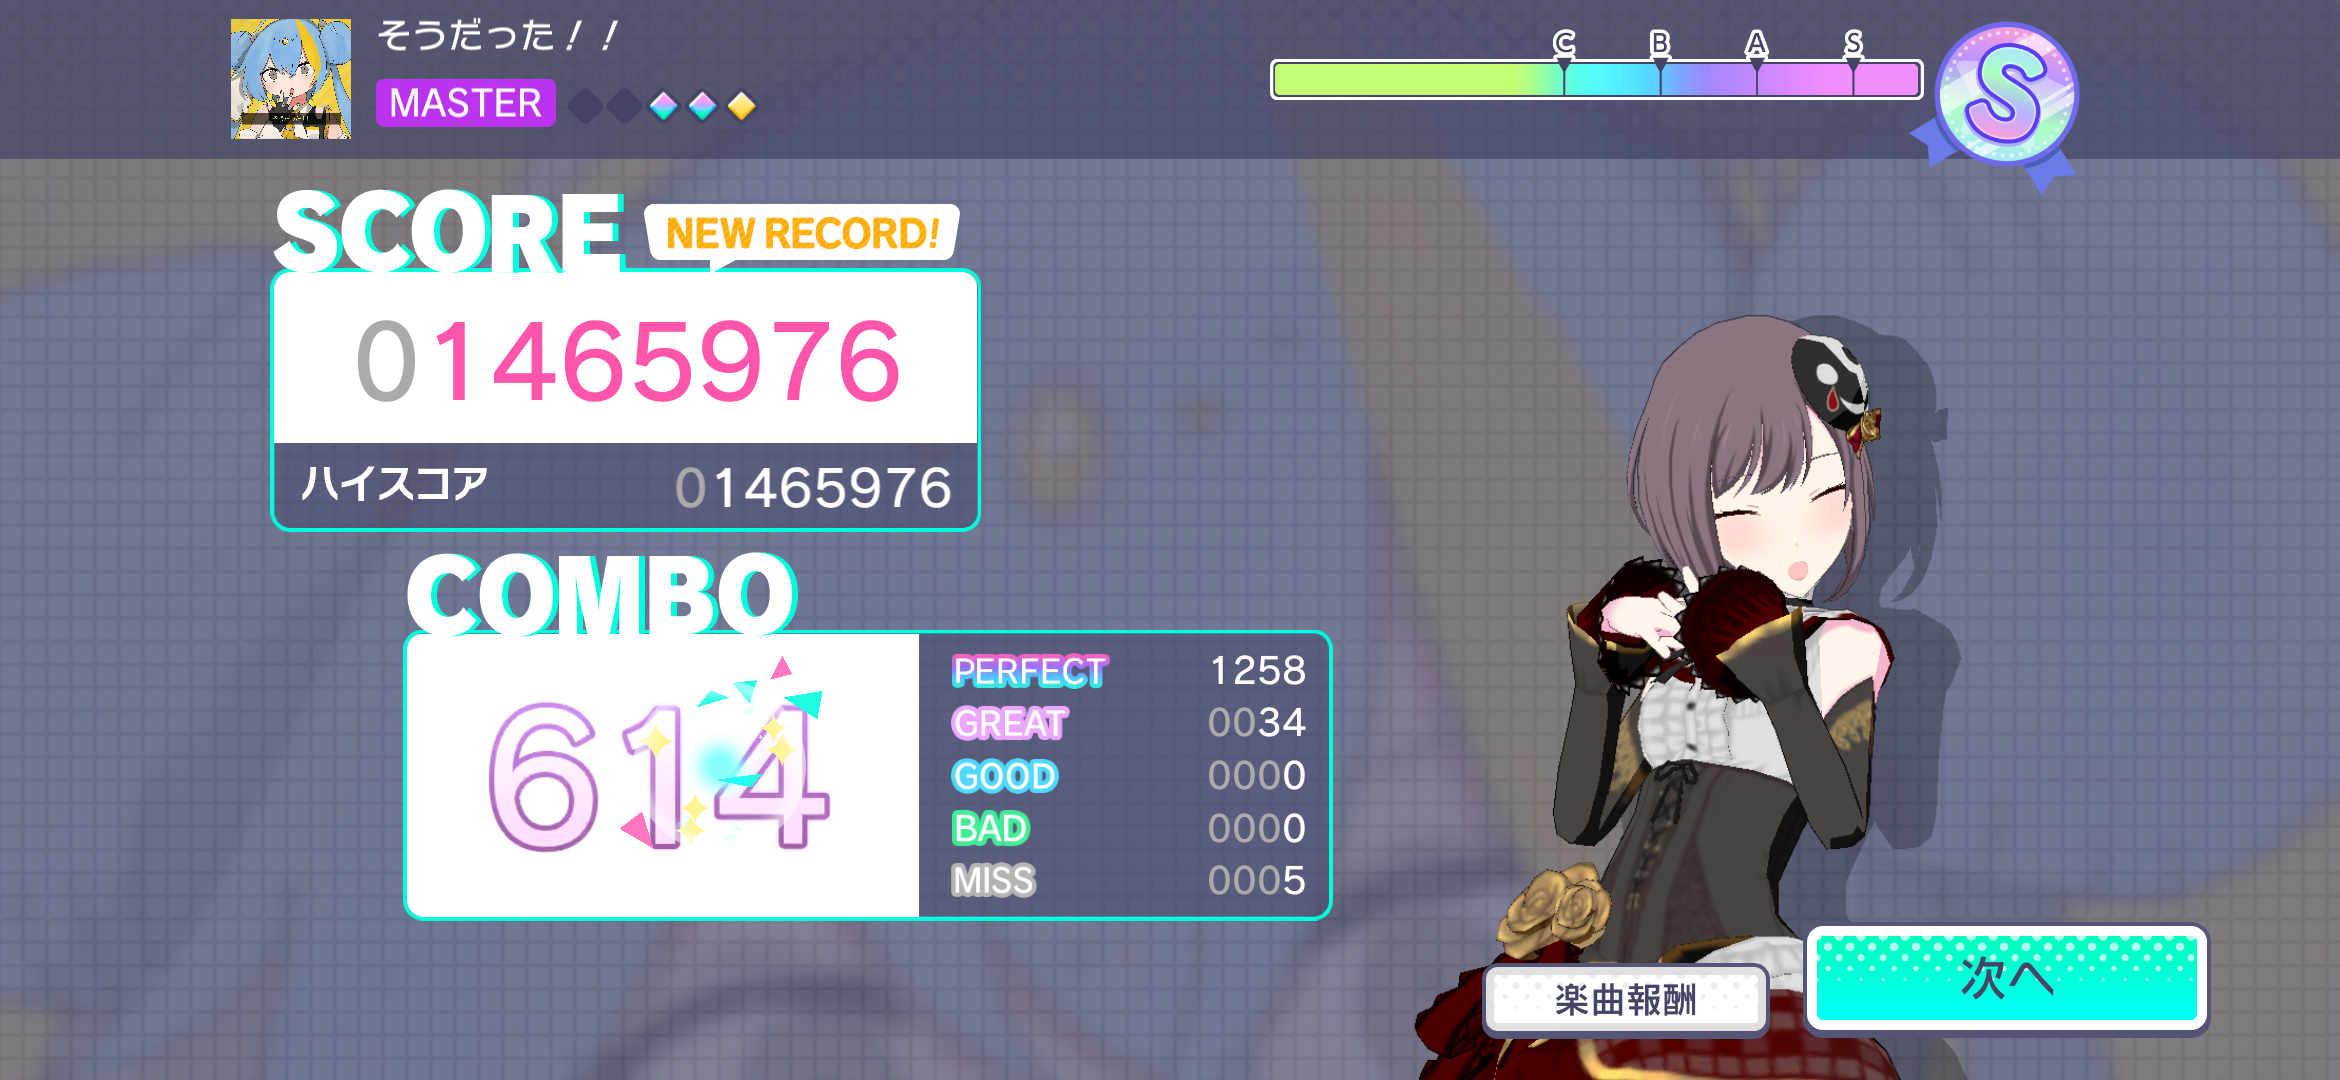 そうだった！！
MASTER
C B A S
S
SCORE
NEW RECORD!
01465976
ハイスコア 01465976
COMBO
614
PERFECT 1258
GREAT 0034
GOOD 0000
BAD 0000
MISS 0005
楽曲報酬
次へ